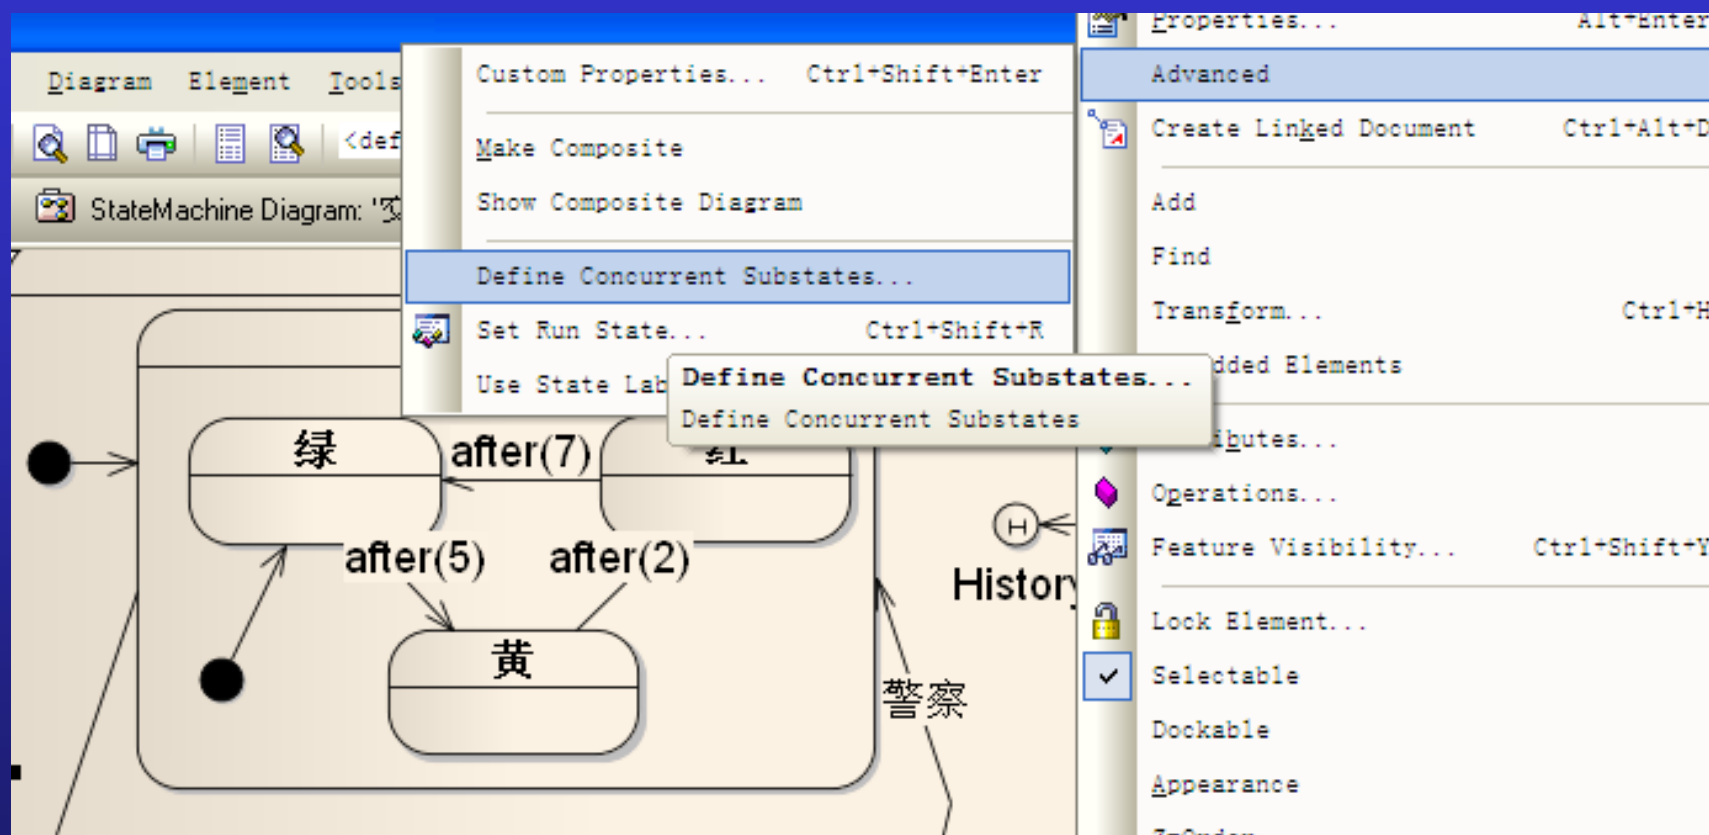 Diagram Element Tools
<def
StateMachine Diagram: '交
Custom Properties... Ctrl+Shift+Enter
Make Composite
Show Composite Diagram
Define Concurrent Substates...
Set Run State... Ctrl+Shift+R
Use State Lab
Define Concurrent Substates...
Define Concurrent Substates
Properties... Alt+Enter
Advanced
Create Linked Document Ctrl+Alt+D
Add
Find
Transform... Ctrl+H
dded Elements
ibutes...
Operations...
Feature Visibility... Ctrl+Shift+Y
Lock Element...
Selectable
Dockable
Appearance
绿
after(7)
红
after(5)
after(2)
黄
H
History
警察